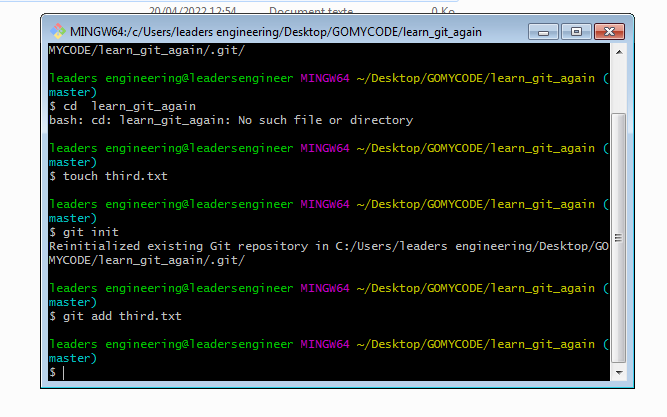 20/04/2022 12:54 Document texte 0 Ko
MINGW64:/c/Users/leaders engineering/Desktop/GOMYCODE/learn_git_again
MYCODE/learn_git_again/.git/
leaders engineering@leadersengineer MINGW64 ~/Desktop/GOMYCODE/learn_git_again (
master)
$ cd  learn_git_again
bash: cd: learn_git_again: No such file or directory
leaders engineering@leadersengineer MINGW64 ~/Desktop/GOMYCODE/learn_git_again (
master)
$ touch third.txt
leaders engineering@leadersengineer MINGW64 ~/Desktop/GOMYCODE/learn_git_again (
master)
$ git init
Reinitialized existing Git repository in C:/Users/leaders engineering/Desktop/GO
MYCODE/learn_git_again/.git/
leaders engineering@leadersengineer MINGW64 ~/Desktop/GOMYCODE/learn_git_again (
master)
$ git add third.txt
leaders engineering@leadersengineer MINGW64 ~/Desktop/GOMYCODE/learn_git_again (
master)
$